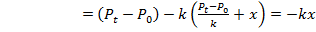 = (P_t − P_0) − k((P_t − P_0)/k + x) = −kx